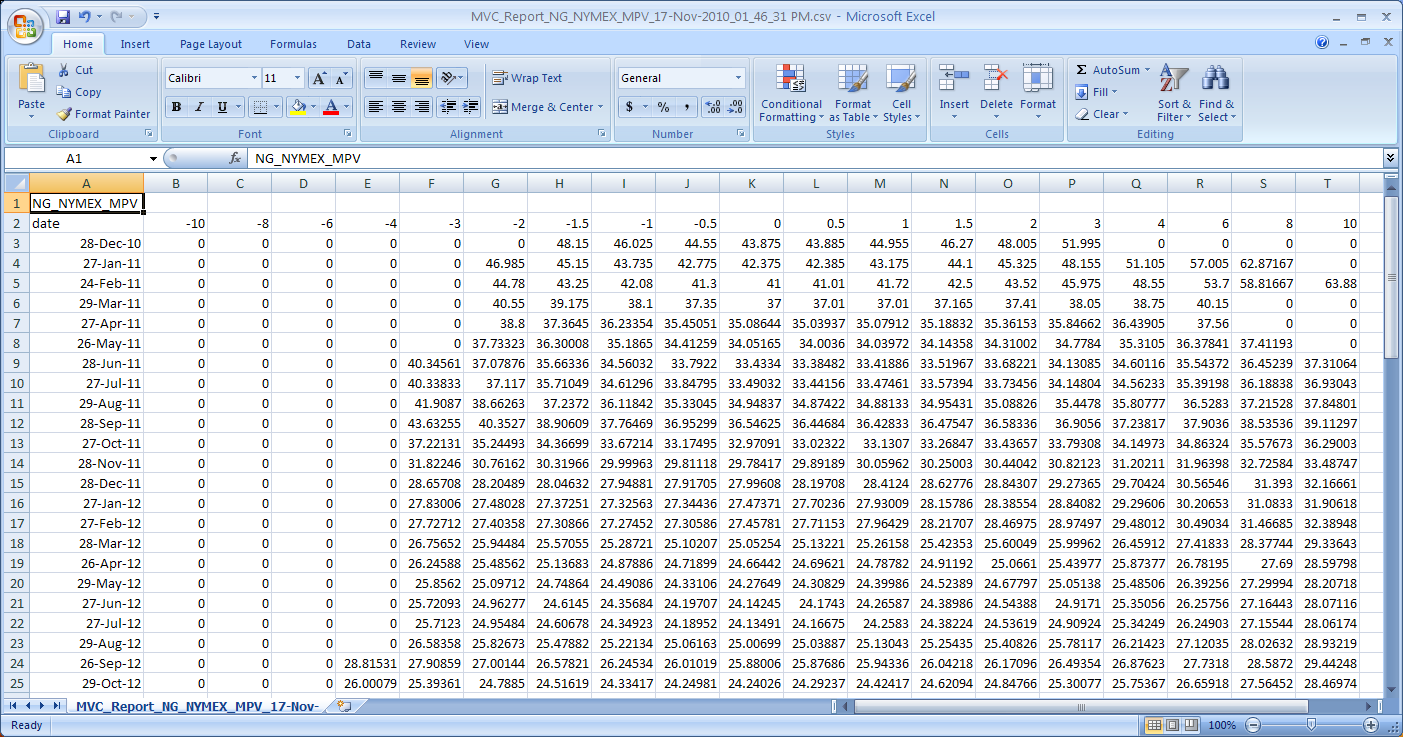 MVC_Report_NG_NYMEX_MPV_17-Nov-2010_01_46_31 PM.csv - Microsoft Excel
Home Insert Page Layout Formulas Data Review View
Paste
Cut
Copy
Format Painter
Clipboard
Calibri 11
B I U
Font
Wrap Text
Merge & Center
Alignment
General
$ % ,
Number
Conditional Formatting
Format as Table
Cell Styles
Styles
Insert Delete Format
Cells
Σ AutoSum
Fill
Clear
Sort & Filter
Find & Select
Editing
A1 fx NG_NYMEX_MPV
A B C D E F G H I J K L M N O P Q R S T
1 NG_NYMEX_MPV
2 date -10 -8 -6 -4 -3 -2 -1.5 -1 -0.5 0 0.5 1 1.5 2 3 4 6 8 10
3 28-Dec-10 0 0 0 0 0 0 48.15 46.025 44.55 43.875 43.885 44.955 46.27 48.005 51.995 0 0 0 0
4 27-Jan-11 0 0 0 0 0 46.985 45.15 43.735 42.775 42.375 42.385 43.175 44.1 45.325 48.155 51.105 57.005 62.87167 0
5 24-Feb-11 0 0 0 0 0 44.78 43.25 42.08 41.3 41 41.01 41.72 42.5 43.52 45.975 48.55 53.7 58.81667 63.88
6 29-Mar-11 0 0 0 0 0 40.55 39.175 38.1 37.35 37 37.01 37.01 37.165 37.41 38.05 38.75 40.15 0 0
7 27-Apr-11 0 0 0 0 0 38.8 37.3645 36.23354 35.45051 35.08644 35.03937 35.07912 35.18832 35.36153 35.84662 36.43905 37.56 0 0
8 26-May-11 0 0 0 0 0 37.73323 36.30008 35.1865 34.41259 34.05165 34.0036 34.03972 34.14358 34.31002 34.7784 35.3105 36.37841 37.41193 0
9 28-Jun-11 0 0 0 0 40.34561 37.07876 35.66336 34.56032 33.7922 33.4334 33.38482 33.41886 33.51967 33.68221 34.13085 34.60116 35.54372 36.45239 37.31064
10 27-Jul-11 0 0 0 0 40.33833 37.117 35.71049 34.61296 33.84795 33.49032 33.44156 33.47461 33.57394 33.73456 34.14804 34.56233 35.39198 36.18838 36.93043
11 29-Aug-11 0 0 0 0 41.9087 38.66263 37.2372 36.11842 35.33045 34.94837 34.87422 34.88133 34.95431 35.08826 35.4478 35.80777 36.5283 37.21528 37.84801
12 28-Sep-11 0 0 0 0 43.63255 40.3527 38.90609 37.76469 36.95299 36.54625 36.44684 36.42833 36.47547 36.58336 36.9056 37.23817 37.9036 38.53536 39.11297
13 27-Oct-11 0 0 0 0 37.22131 35.24493 34.36699 33.67214 33.17495 32.97091 33.02322 33.1307 33.26847 33.43657 33.79308 34.14973 34.86324 35.57673 36.29003
14 28-Nov-11 0 0 0 0 31.82246 30.76162 30.31966 29.99963 29.81118 29.78417 29.89189 30.05962 30.25003 30.44042 30.82123 31.20211 31.96398 32.72584 33.48747
15 28-Dec-11 0 0 0 0 28.65708 28.20489 28.04632 27.94881 27.91705 27.99608 28.19708 28.4124 28.62776 28.84307 29.27365 29.70424 30.56546 31.393 32.16661
16 27-Jan-12 0 0 0 0 27.83006 27.48028 27.37251 27.32563 27.34436 27.47371 27.70236 27.93009 28.15786 28.38554 28.84082 29.29606 30.20653 31.0833 31.90618
17 27-Feb-12 0 0 0 0 27.72712 27.40358 27.30866 27.27452 27.30586 27.45781 27.71153 27.96429 28.21707 28.46975 28.97497 29.48012 30.49034 31.46685 32.38948
18 28-Mar-12 0 0 0 0 26.75652 25.94484 25.57055 25.28721 25.10207 25.05254 25.13221 25.26158 25.42353 25.60049 25.99962 26.45912 27.41833 28.37744 29.33643
19 26-Apr-12 0 0 0 0 26.24588 25.48562 25.13683 24.87886 24.71899 24.66442 24.69621 24.78782 24.91192 25.0661 25.43977 25.87377 26.78195 27.69 28.59798
20 29-May-12 0 0 0 0 25.8562 25.09712 24.74864 24.49086 24.33106 24.27649 24.30829 24.39986 24.52389 24.67797 25.05138 25.48506 26.39256 27.29994 28.20718
21 27-Jun-12 0 0 0 0 25.72093 24.96277 24.6145 24.35684 24.19707 24.14245 24.1743 24.26587 24.38986 24.54388 24.9171 25.35056 26.25756 27.16443 28.07116
22 27-Jul-12 0 0 0 0 25.7123 24.95484 24.60678 24.34923 24.18952 24.13491 24.16675 24.2583 24.38224 24.53619 24.90924 25.34249 26.24903 27.15544 28.06174
23 29-Aug-12 0 0 0 0 26.58358 25.82673 25.47882 25.22134 25.06163 25.00699 25.03887 25.13043 25.25435 25.40826 25.78117 26.21423 27.12035 28.02632 28.93219
24 26-Sep-12 0 0 0 28.81531 27.90859 27.00144 26.57821 26.24534 26.01019 25.88006 25.87686 25.94336 26.04218 26.17096 26.49354 26.87623 27.7318 28.5872 29.44248
25 29-Oct-12 0 0 0 26.00079 25.39361 24.7885 24.51619 24.33417 24.24981 24.24026 24.29237 24.42417 24.62094 24.84766 25.30077 25.75367 26.65918 27.56452 28.46974
MVC_Report_NG_NYMEX_MPV_17-Nov-
Ready 100%